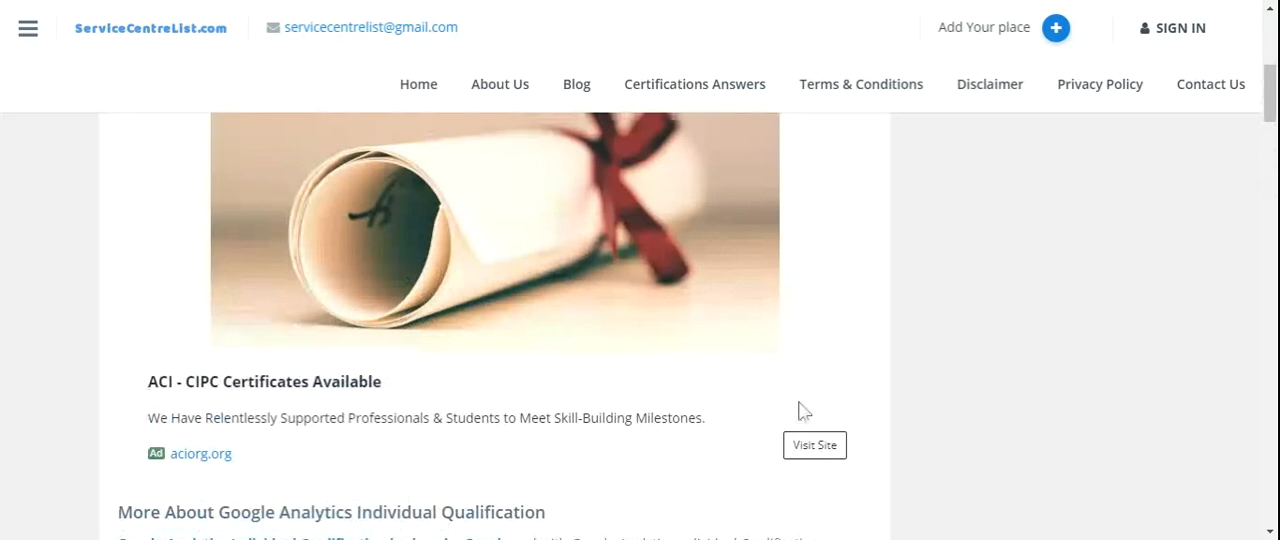 ServiceCentreList.com
servicecentrelist@gmail.com
Add Your place
SIGN IN
Home
About Us
Blog
Certifications Answers
Terms & Conditions
Disclaimer
Privacy Policy
Contact Us
ACI - CIPC Certificates Available
We Have Relentlessly Supported Professionals & Students to Meet Skill-Building Milestones.
Ad aciorg.org
Visit Site
More About Google Analytics Individual Qualification